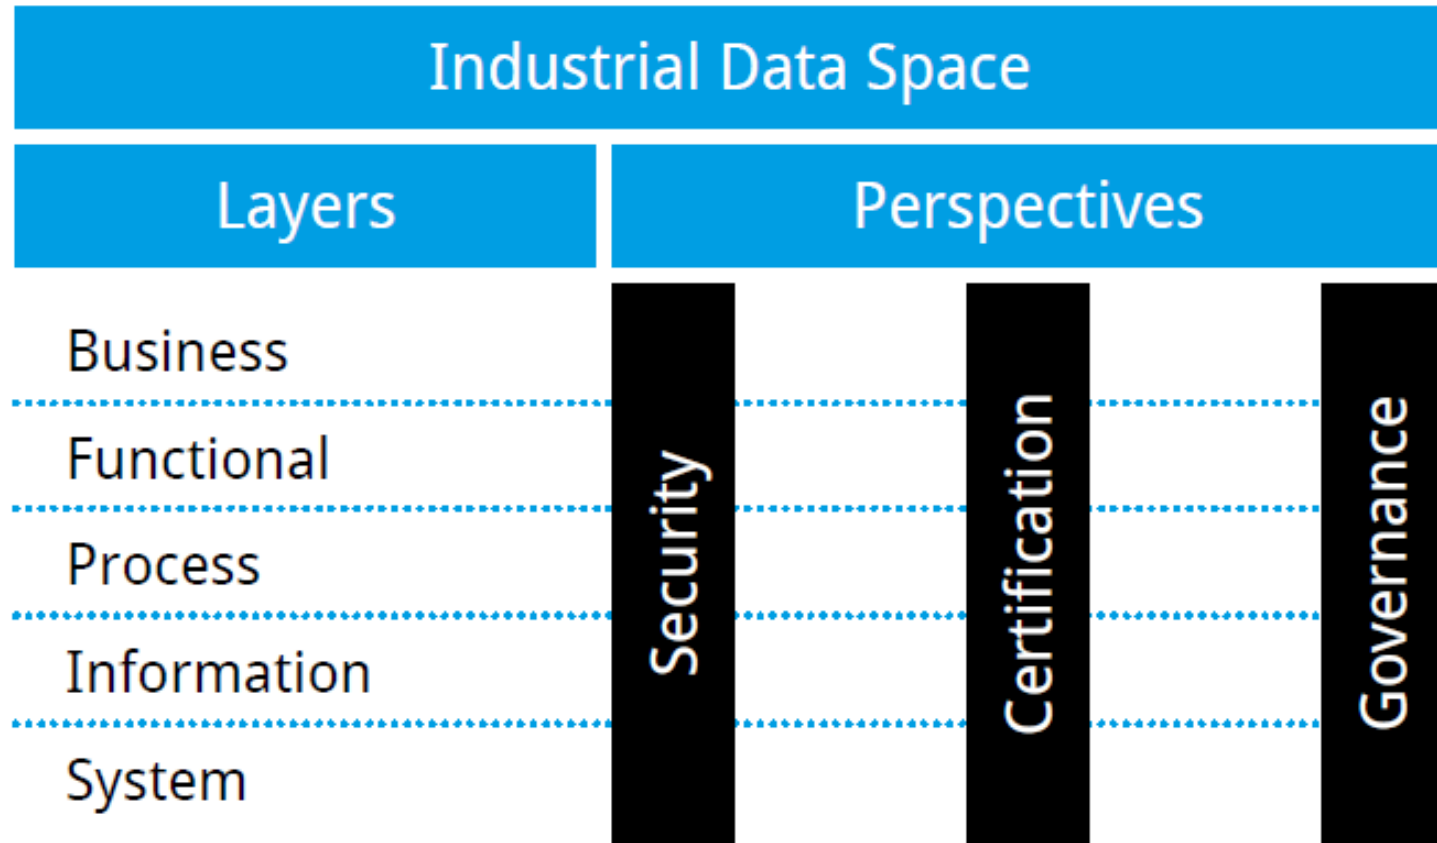 Industrial Data Space
Layers
Perspectives
Business
Functional
Process
Information
System
Security
Certification
Governance